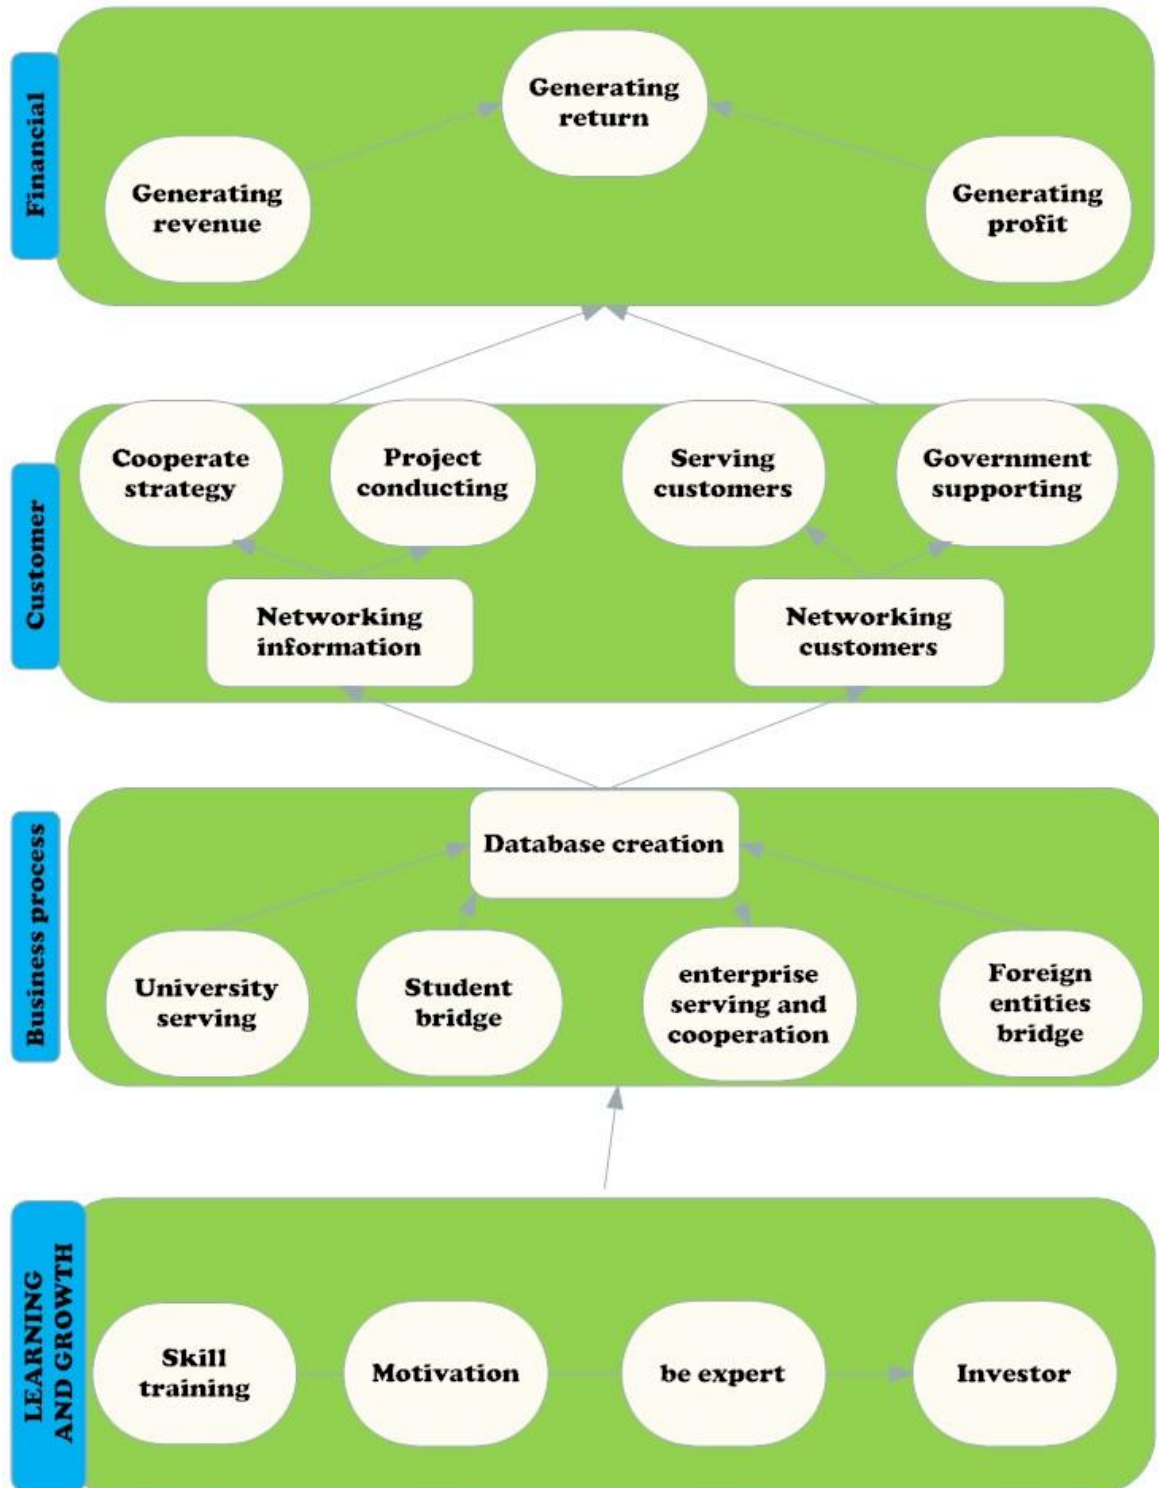 Financial
Generating
return
Generating
revenue
Generating
profit
Customer
Cooperate
strategy
Project
conducting
Serving
customers
Government
supporting
Networking
information
Networking
customers
Business process
Database creation
University
serving
Student
bridge
enterprise
serving and
cooperation
Foreign
entities
bridge
LEARNING
AND GROWTH
Skill
training
Motivation
be expert
Investor